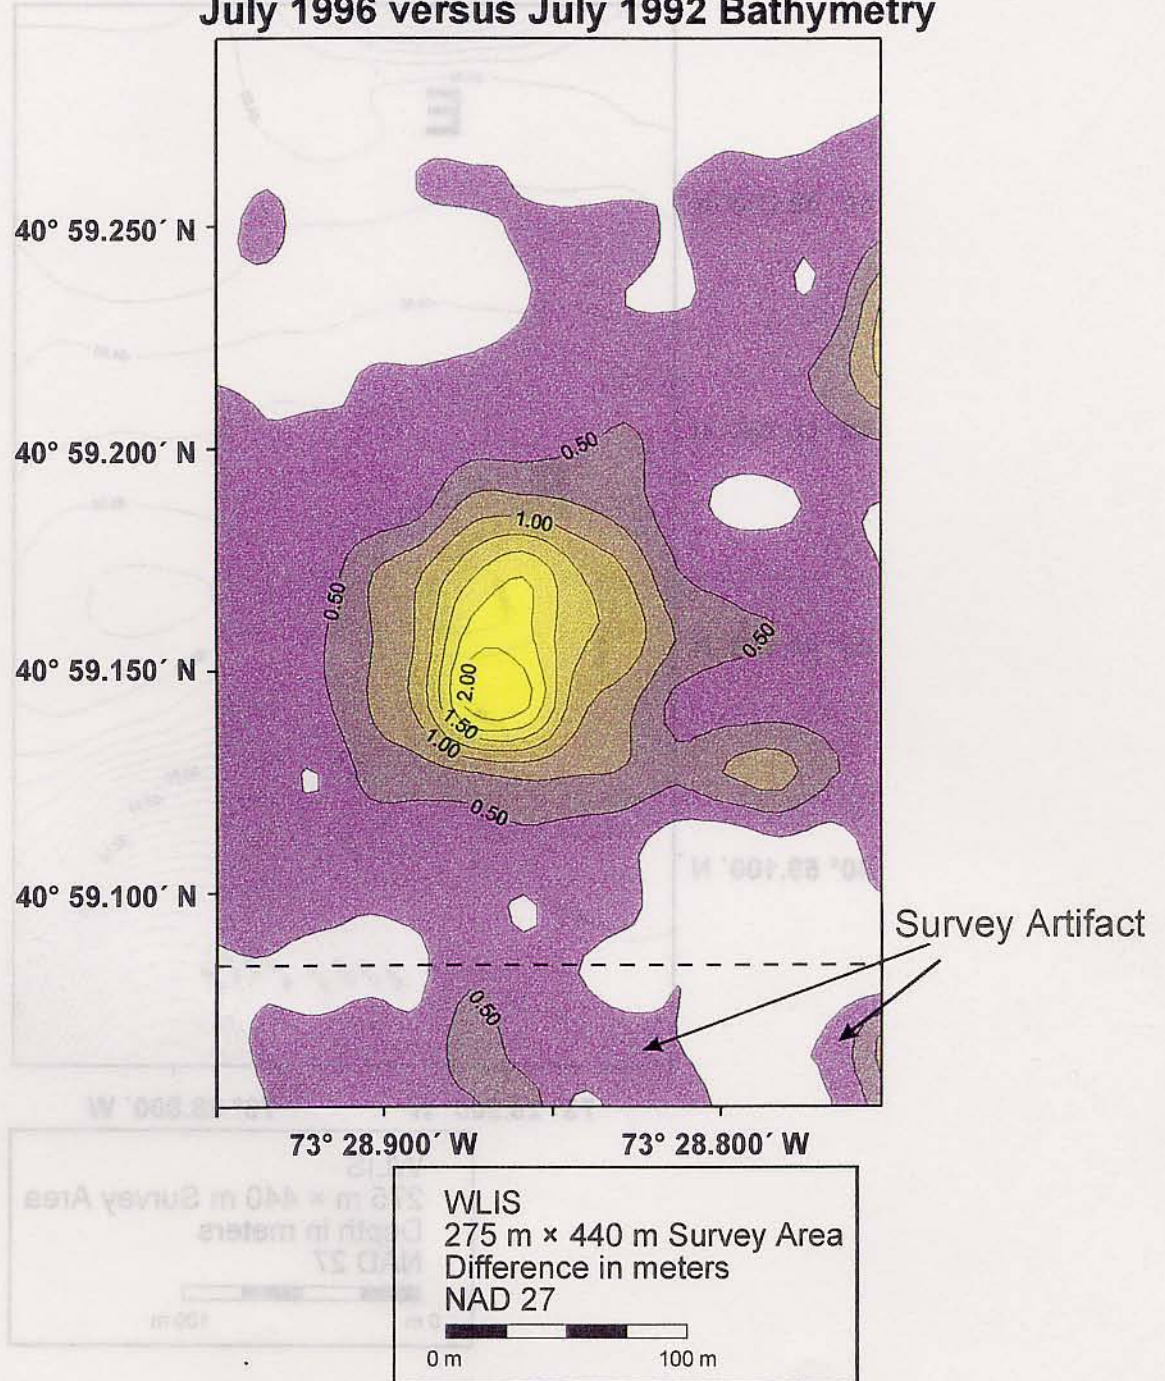 July 1996 versus July 1992 Bathymetry
40° 59.250´ N
40° 59.200´ N
40° 59.150´ N
40° 59.100´ N
0.50
1.00
0.50
0.50
2.00
1.50
1.00
0.50
0.50
Survey Artifact
73° 28.900´ W 73° 28.800´ W
WLIS
275 m × 440 m Survey Area
Difference in meters
NAD 27
0 m 100 m